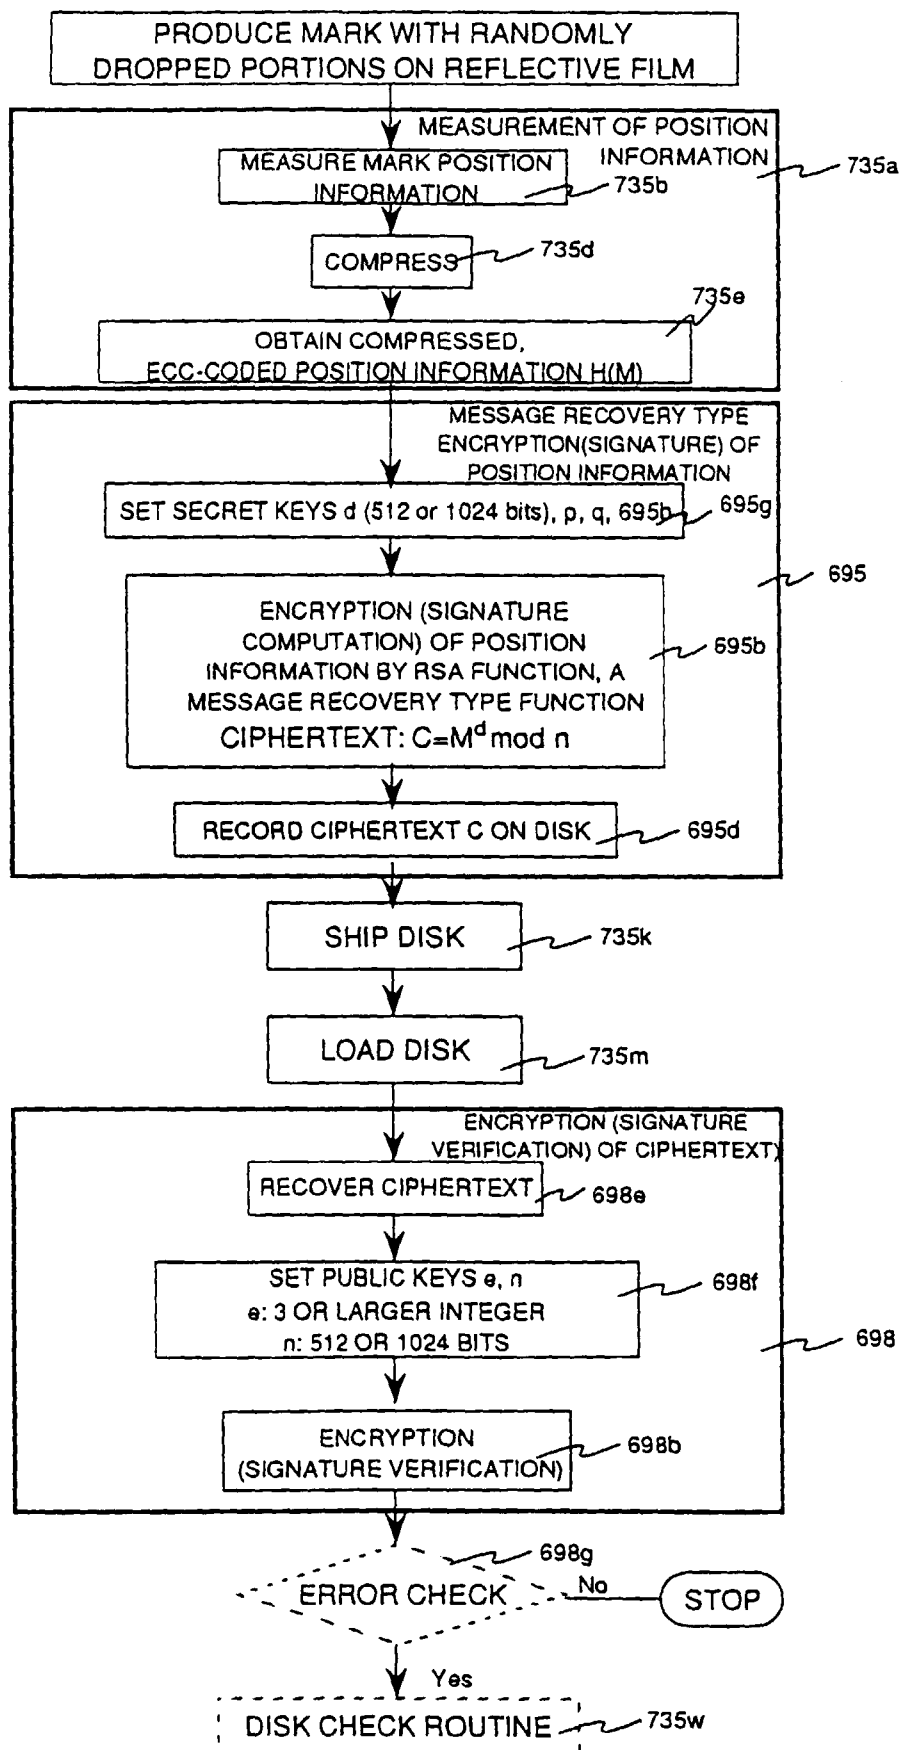 PRODUCE MARK WITH RANDOMLY
DROPPED PORTIONS ON REFLECTIVE FILM
MEASUREMENT OF POSITION
INFORMATION
735a
MEASURE MARK POSITION
INFORMATION
735b
COMPRESS
735d
735e
OBTAIN COMPRESSED,
ECC-CODED POSITION INFORMATION H(M)
MESSAGE RECOVERY TYPE
ENCRYPTION(SIGNATURE) OF
POSITION INFORMATION
SET SECRET KEYS d (512 or 1024 bits), p, q, 695h
695g
695
ENCRYPTION (SIGNATURE
COMPUTATION) OF POSITION
INFORMATION BY RSA FUNCTION, A
MESSAGE RECOVERY TYPE FUNCTION
CIPHERTEXT: C=M^d mod n
695b
RECORD CIPHERTEXT C ON DISK
695d
SHIP DISK
735k
LOAD DISK
735m
ENCRYPTION (SIGNATURE
VERIFICATION) OF CIPHERTEXT)
RECOVER CIPHERTEXT
698e
SET PUBLIC KEYS e, n
e: 3 OR LARGER INTEGER
n: 512 OR 1024 BITS
698f
698
ENCRYPTION
(SIGNATURE VERIFICATION)
698b
698g
ERROR CHECK
No
STOP
Yes
DISK CHECK ROUTINE
735w